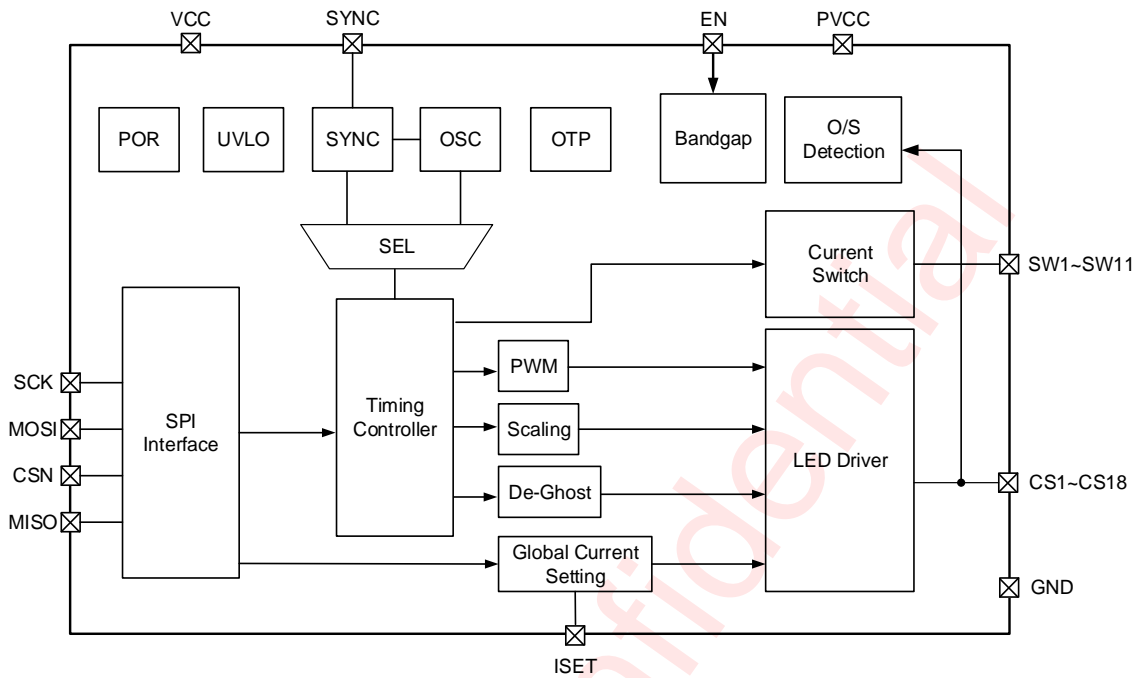 VCC
SYNC
EN
PVCC
POR
UVLO
SYNC
OSC
OTP
Bandgap
O/S
Detection
SEL
Current
Switch
SW1~SW11
SCK
MOSI
CSN
MISO
SPI
Interface
Timing
Controller
PWM
Scaling
De-Ghost
Global Current
Setting
LED Driver
CS1~CS18
GND
ISET